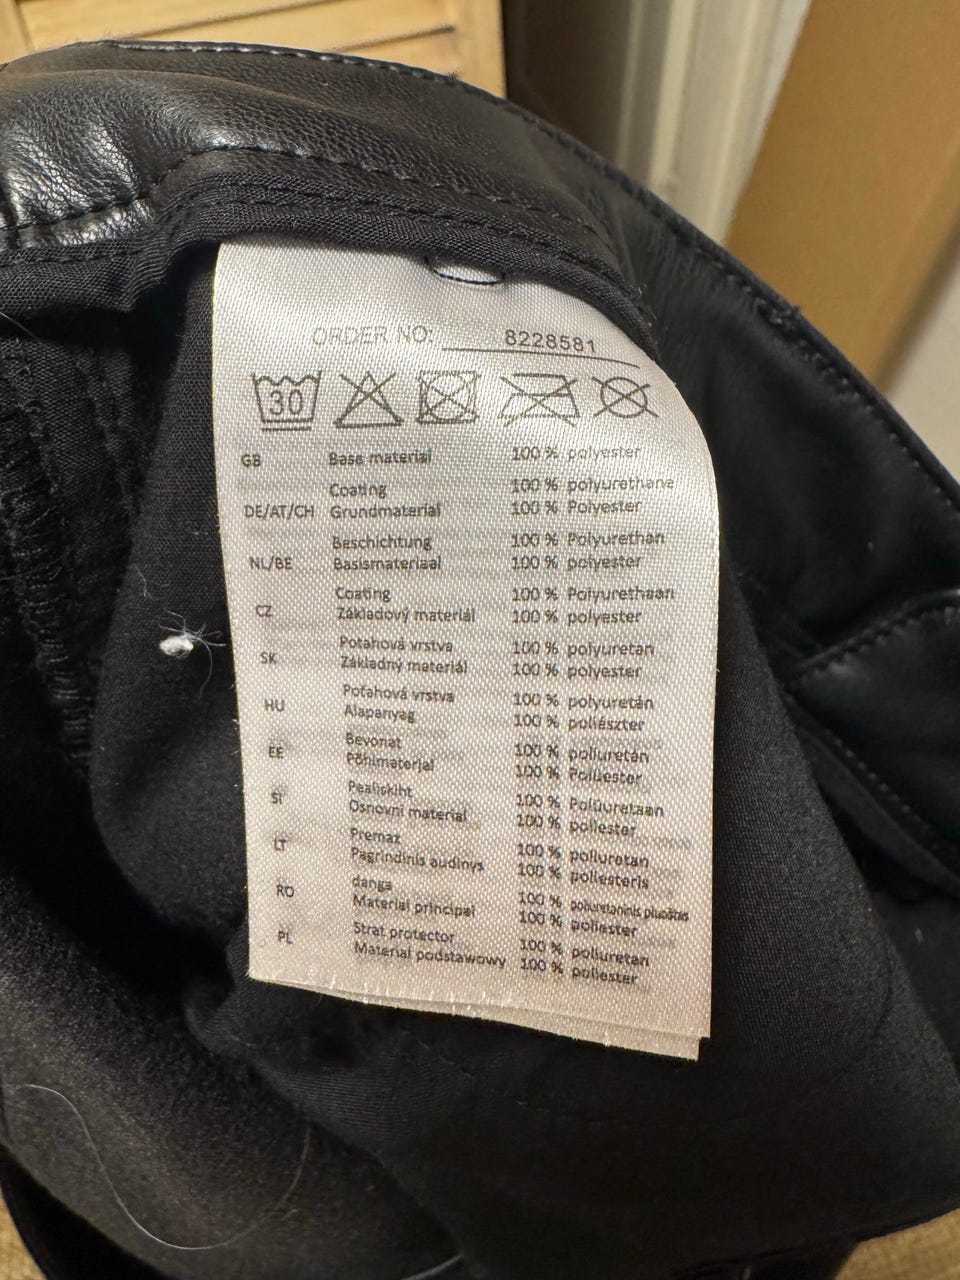 ORDER NO: 8228581
30
GB Base material 100 % polyester
Coating 100 % polyurethane
DE/AT/CH Grundmaterial 100 % Polyester
Beschichtung 100 % Polyurethan
NL/BE Basismateriaal 100 % polyester
Coating 100 % Polyurethaan
CZ Základový materiál 100 % polyester
Potahová vrstva 100 % polyuretan
SK Základný materiál 100 % polyester
Poťahová vrstva 100 % polyuretán
HU Alapanyag 100 % poliészter
Bevonat 100 % poliuretán
EE Põhimaterjal 100 % Polüester
Pealiskiht 100 % Polüuretaan
SI Osnovni material 100 % poliester
Premaz 100 % poliuretan
LT Pagrindinis audinys 100 % poliesteris
danga 100 % poliuretaninis pluoštas
RO Material principal 100 % poliester
Strat protector 100 % poliuretan
PL Materiał podstawowy 100 % poliester